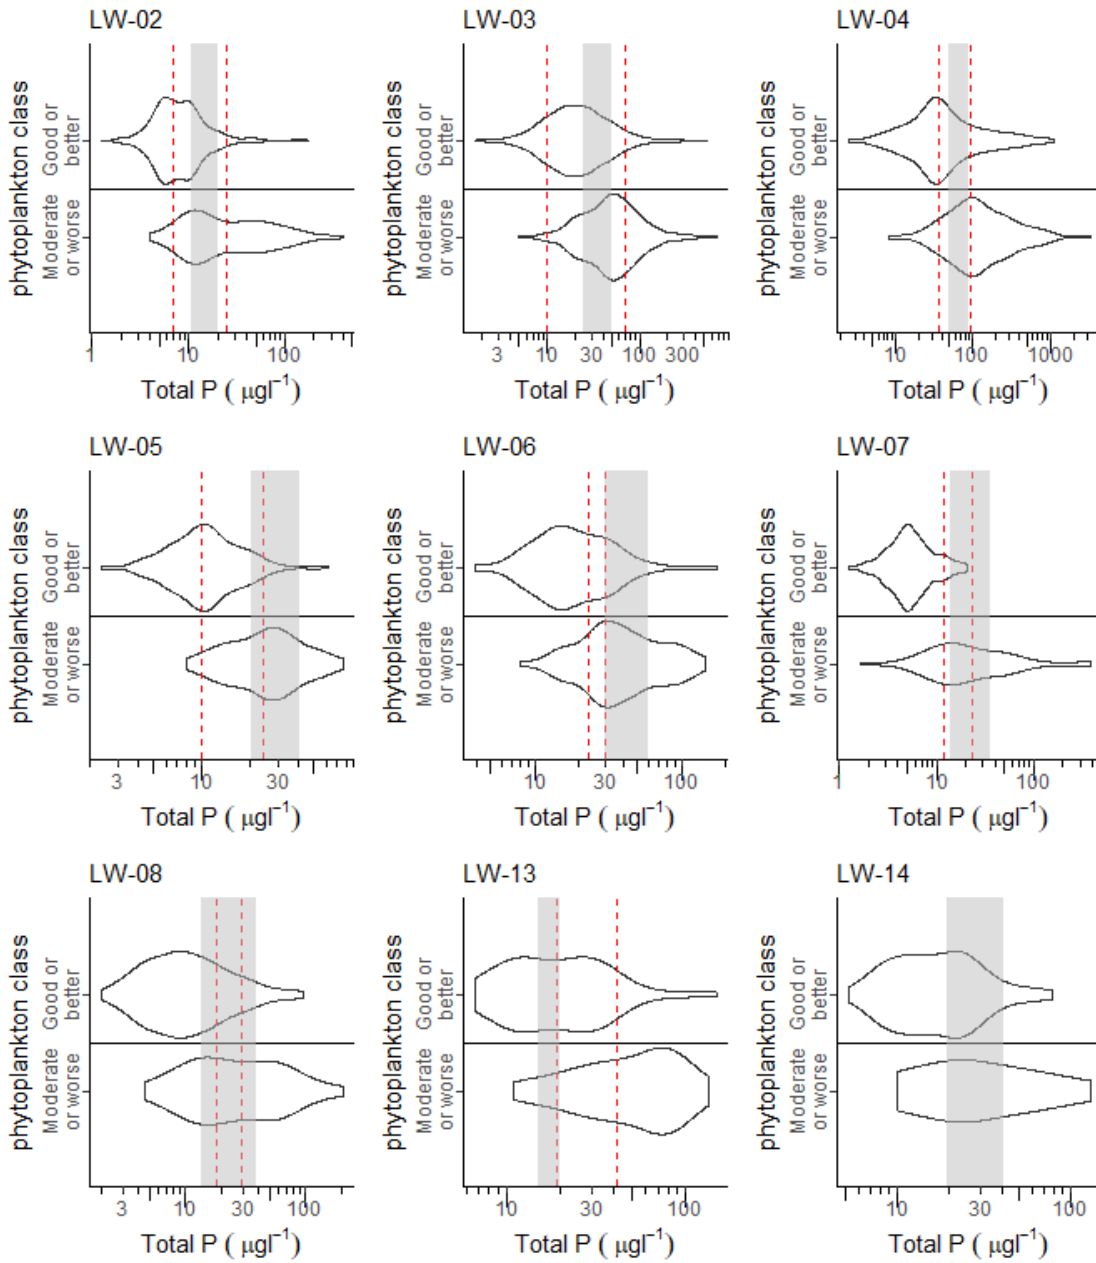 LW-02
LW-03
LW-04
phytoplankton class
Good or
better
Moderate
or worse
phytoplankton class
Good or
better
Moderate
or worse
phytoplankton class
Good or
better
Moderate
or worse
1 10 100
3 10 30 100 300
10 100 1000
Total P ( μgl⁻¹)
Total P ( μgl⁻¹)
Total P ( μgl⁻¹)
LW-05
LW-06
LW-07
phytoplankton class
Good or
better
Moderate
or worse
phytoplankton class
Good or
better
Moderate
or worse
phytoplankton class
Good or
better
Moderate
or worse
3 10 30
10 30 100
1 10 100
Total P ( μgl⁻¹)
Total P ( μgl⁻¹)
Total P ( μgl⁻¹)
LW-08
LW-13
LW-14
phytoplankton class
Good or
better
Moderate
or worse
phytoplankton class
Good or
better
Moderate
or worse
phytoplankton class
Good or
better
Moderate
or worse
3 10 30 100
10 30 100
10 30 100
Total P ( μgl⁻¹)
Total P ( μgl⁻¹)
Total P ( μgl⁻¹)